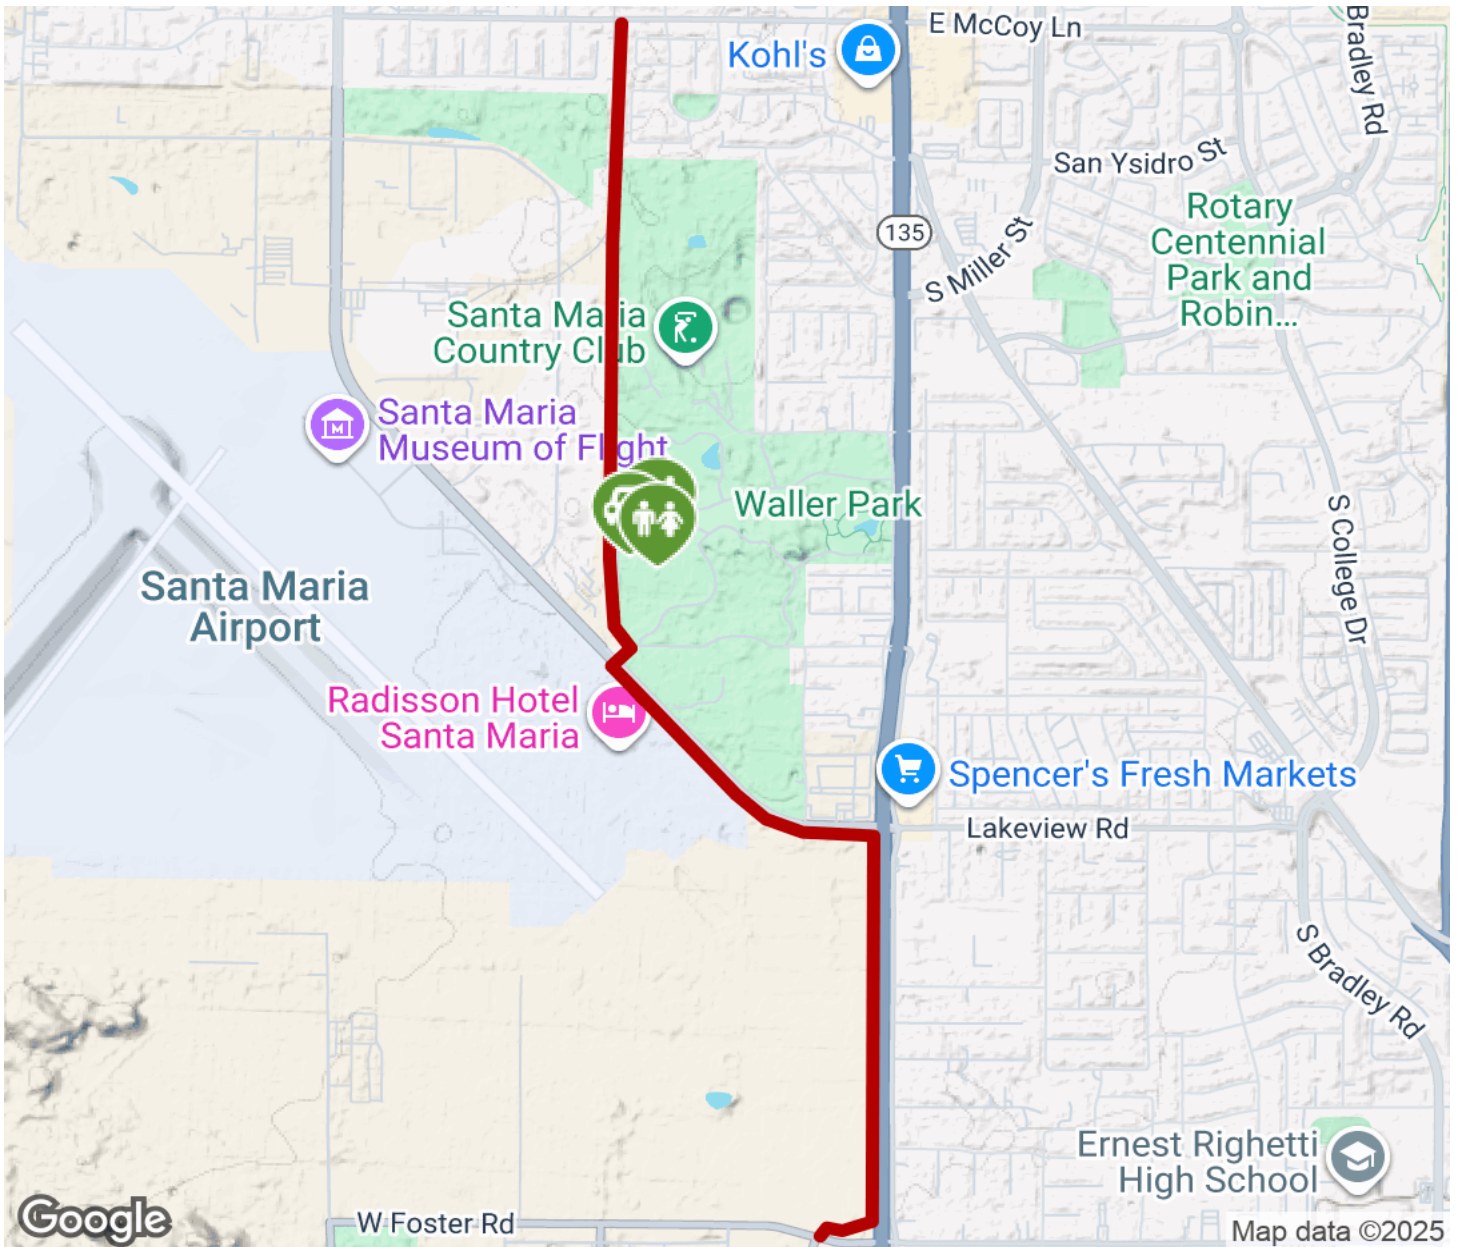 E McCoy Ln
Bradley Rd
Kohl's
San Ysidro St
135
S Miller St
Rotary
Centennial
Park and
Robin...
Santa Maria
Country Club
Santa Maria
Museum of Flight
Waller Park
S College Dr
Santa Maria
Airport
Radisson Hotel
Santa Maria
Spencer's Fresh Markets
Lakeview Rd
S Bradley Rd
Ernest Righetti
High School
W Foster Rd
Google
Map data ©2025